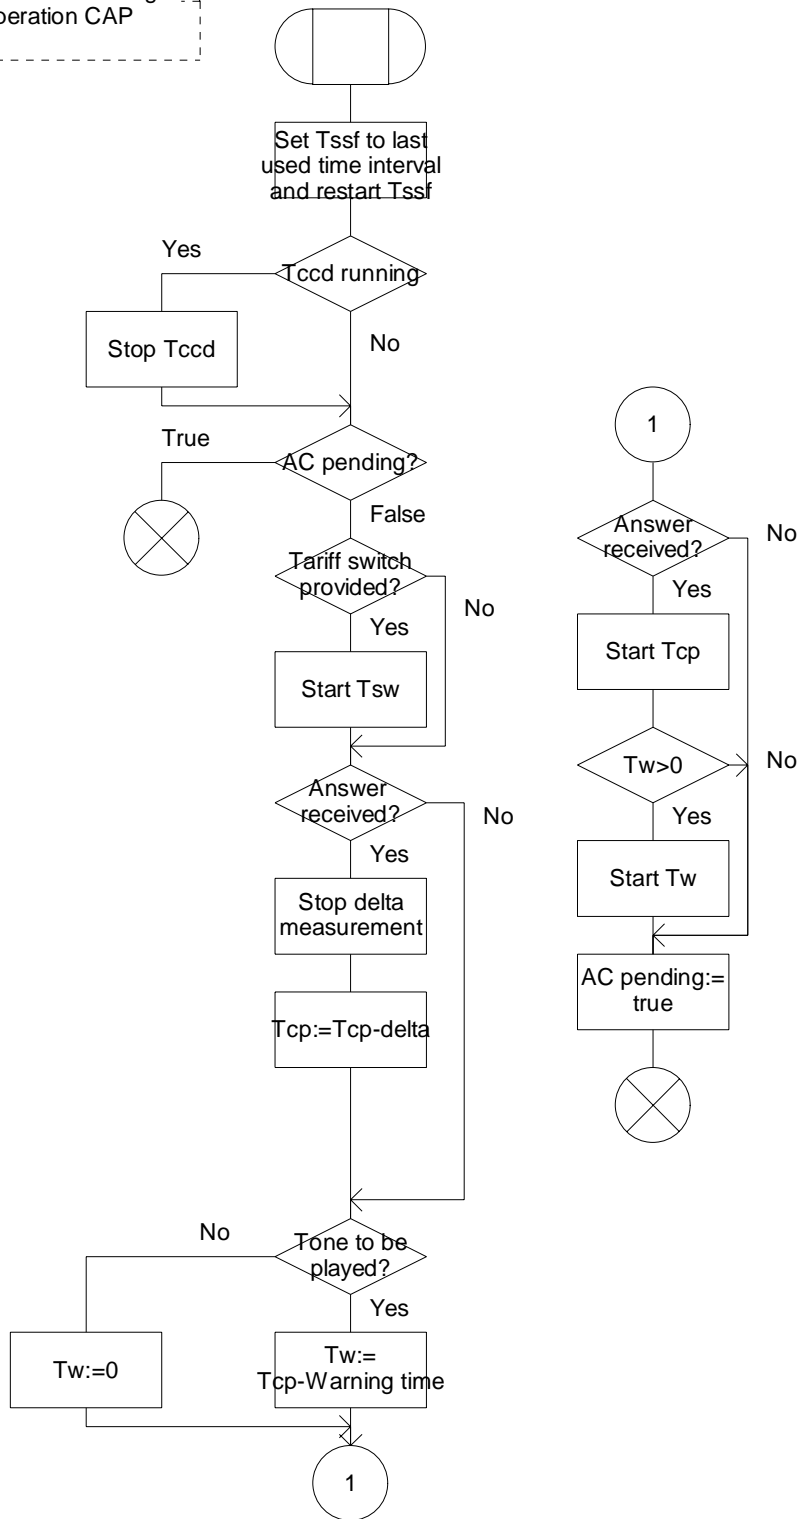 peration CAP
Set Tssf to last
used time interval
and restart Tssf
Yes
Tccd running
Stop Tccd
No
True
AC pending?
False
Tariff switch
provided?
No
Yes
Start Tsw
Answer
received?
No
Yes
Stop delta
measurement
Tcp:=Tcp-delta
No
Tone to be
played?
Yes
Tw:=0
Tw:=
Tcp-Warning time
1
1
Answer
received?
No
Yes
Start Tcp
Tw>0
No
Yes
Start Tw
AC pending:=
true